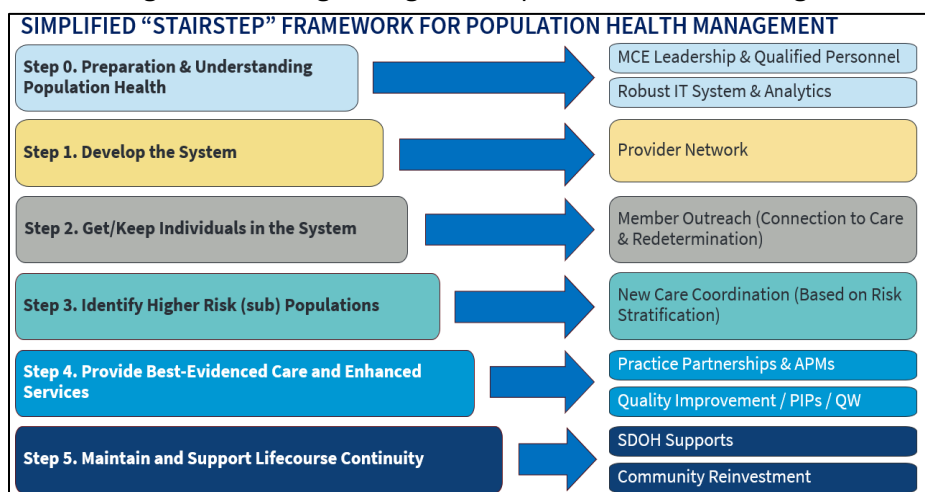 SIMPLIFIED “STAIRSTEP” FRAMEWORK FOR POPULATION HEALTH MANAGEMENT
Step 0. Preparation & Understanding
Population Health
MCE Leadership & Qualified Personnel
Robust IT System & Analytics
Step 1. Develop the System
Provider Network
Step 2. Get/Keep Individuals in the System
Member Outreach (Connection to Care
& Redetermination)
Step 3. Identify Higher Risk (sub) Populations
New Care Coordination (Based on Risk
Stratification)
Step 4. Provide Best-Evidenced Care and Enhanced
Services
Practice Partnerships & APMs
Quality Improvement / PIPs / QW
Step 5. Maintain and Support Lifecourse Continuity
SDOH Supports
Community Reinvestment